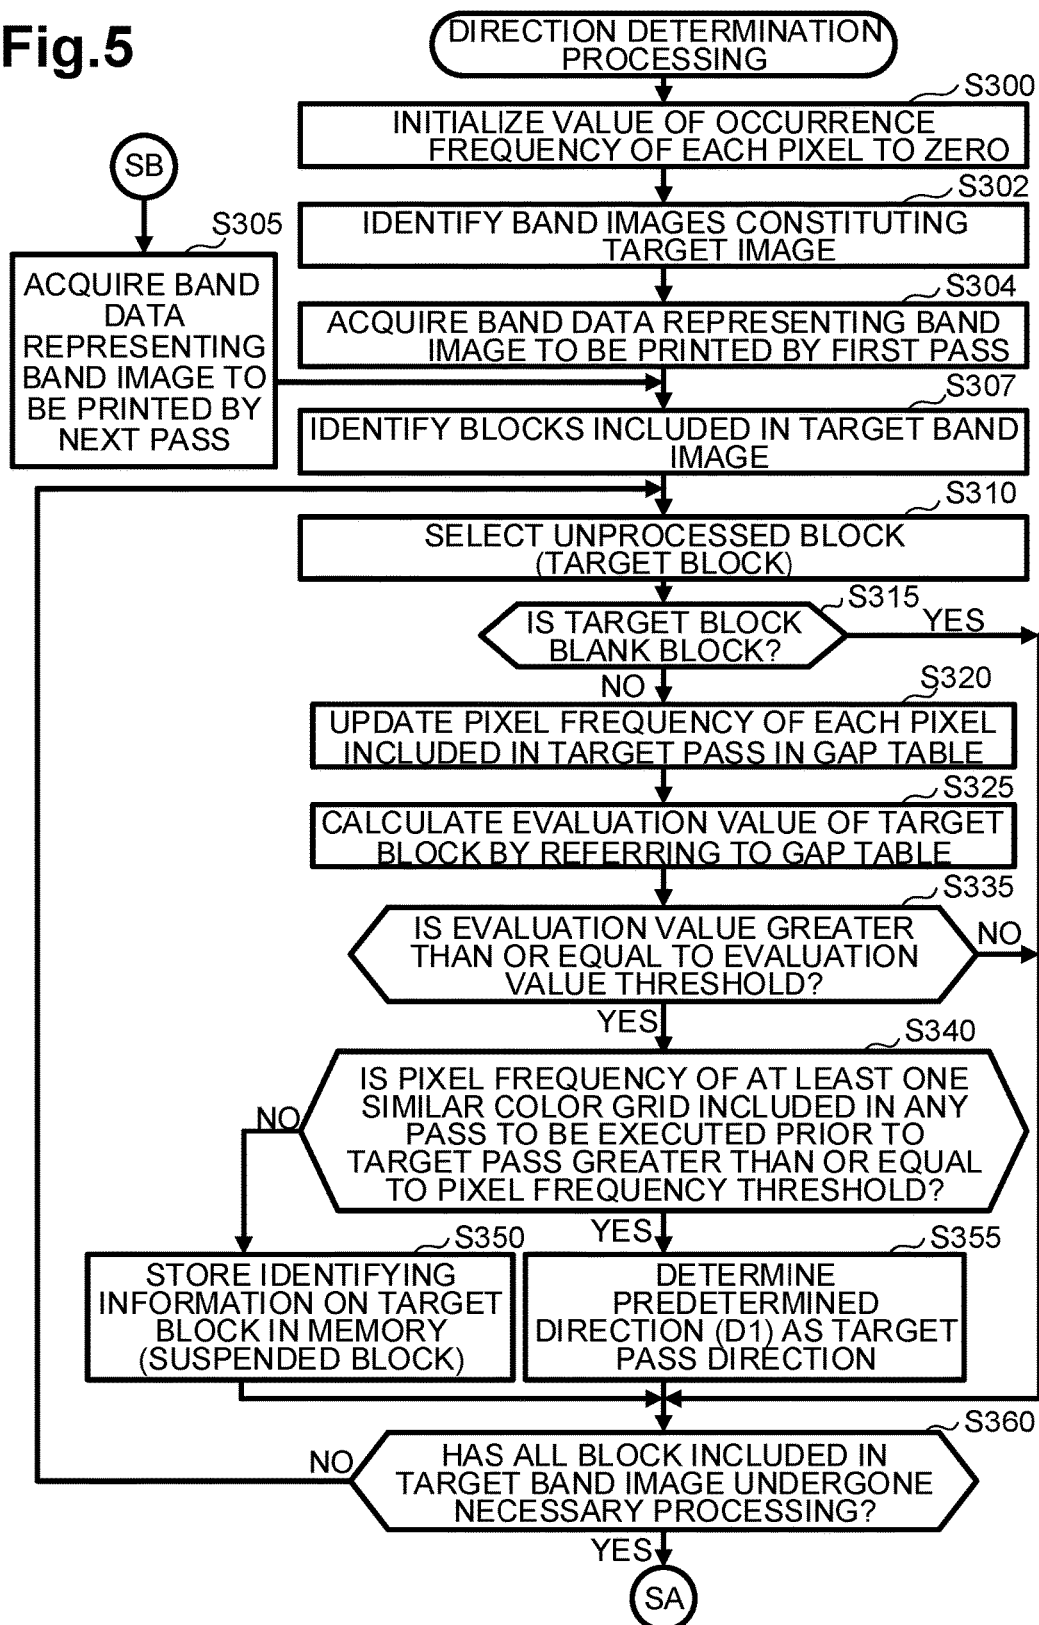 Fig.5
DIRECTION DETERMINATION
PROCESSING
S300
INITIALIZE VALUE OF OCCURRENCE
FREQUENCY OF EACH PIXEL TO ZERO
SB
S302
IDENTIFY BAND IMAGES CONSTITUTING
TARGET IMAGE
S305
ACQUIRE BAND
DATA
REPRESENTING
BAND IMAGE TO
BE PRINTED BY
NEXT PASS
S304
ACQUIRE BAND DATA REPRESENTING BAND
IMAGE TO BE PRINTED BY FIRST PASS
S307
IDENTIFY BLOCKS INCLUDED IN TARGET BAND
IMAGE
S310
SELECT UNPROCESSED BLOCK
(TARGET BLOCK)
S315
IS TARGET BLOCK
BLANK BLOCK?
YES
NO
S320
UPDATE PIXEL FREQUENCY OF EACH PIXEL
INCLUDED IN TARGET PASS IN GAP TABLE
S325
CALCULATE EVALUATION VALUE OF TARGET
BLOCK BY REFERRING TO GAP TABLE
S335
IS EVALUATION VALUE GREATER
THAN OR EQUAL TO EVALUATION
VALUE THRESHOLD?
NO
YES
S340
IS PIXEL FREQUENCY OF AT LEAST ONE
SIMILAR COLOR GRID INCLUDED IN ANY
PASS TO BE EXECUTED PRIOR TO
TARGET PASS GREATER THAN OR EQUAL
TO PIXEL FREQUENCY THRESHOLD?
NO
YES
S350
STORE IDENTIFYING
INFORMATION ON TARGET
BLOCK IN MEMORY
(SUSPENDED BLOCK)
S355
DETERMINE
PREDETERMINED
DIRECTION (D1) AS TARGET
PASS DIRECTION
S360
HAS ALL BLOCK INCLUDED IN
TARGET BAND IMAGE UNDERGONE
NECESSARY PROCESSING?
NO
YES
SA